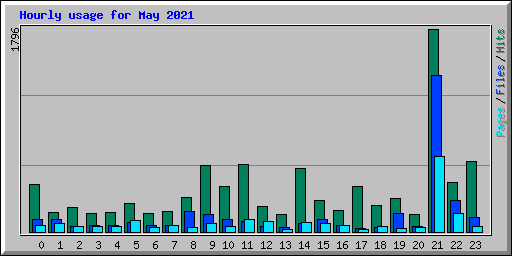 Hourly usage for May 2021
1796
Pages/Files/Hits
0 1 2 3 4 5 6 7 8 9 10 11 12 13 14 15 16 17 18 19 20 21 22 23